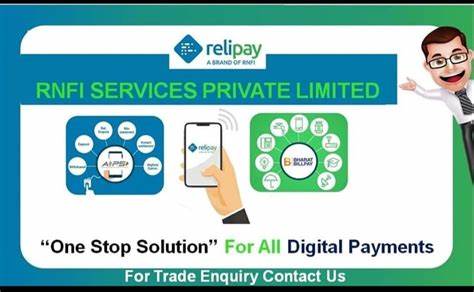 relipay
A BRAND OF RNFI
RNFI SERVICES PRIVATE LIMITED
AEPS
relipay
BHARAT
BILLPAY
“One Stop Solution” For All Digital Payments
For Trade Enquiry Contact Us